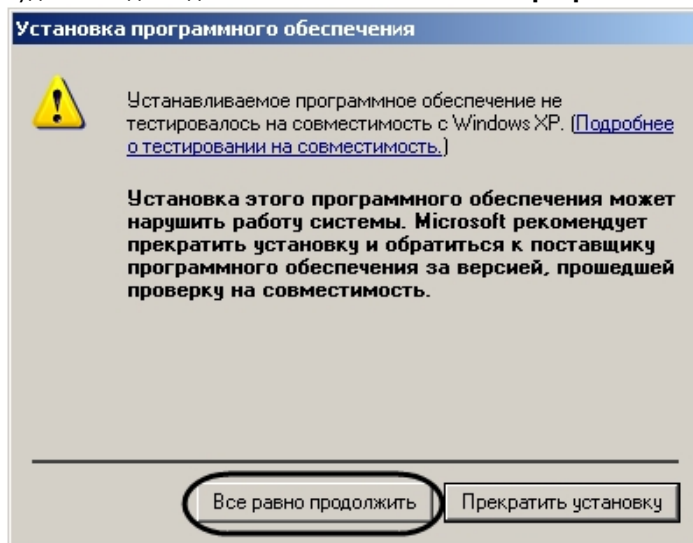 Установка программного обеспечения
Устанавливаемое программное обеспечение не
тестировалось на совместимость с Windows XP. (Подробнее
о тестировании на совместимость.)
Установка этого программного обеспечения может
нарушить работу системы. Microsoft рекомендует
прекратить установку и обратиться к поставщику
программного обеспечения за версией, прошедшей
проверку на совместимость.
Все равно продолжить
Прекратить установку